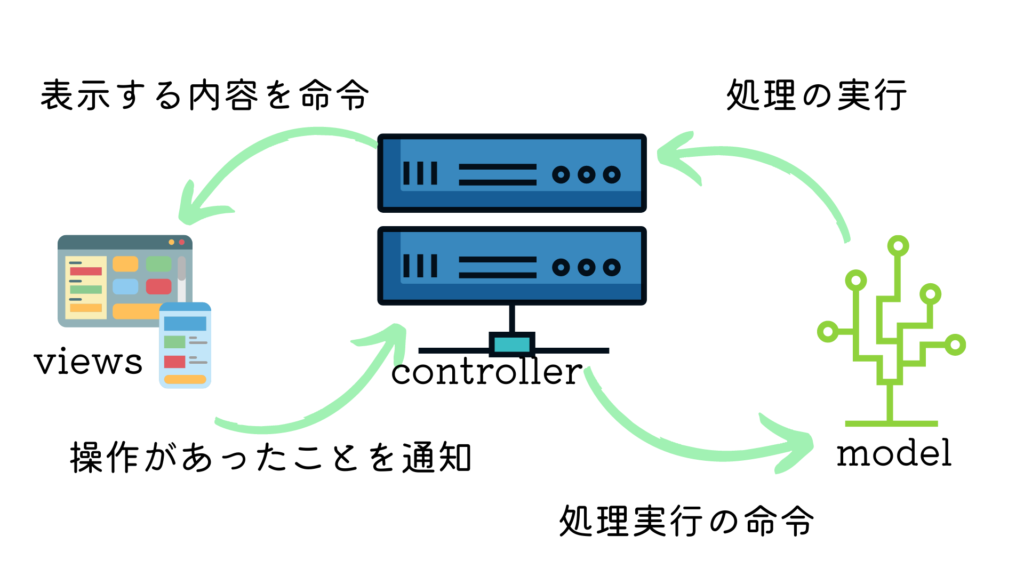 表示する内容を命令
処理の実行
views
controller
操作があったことを通知
model
処理実行の命令